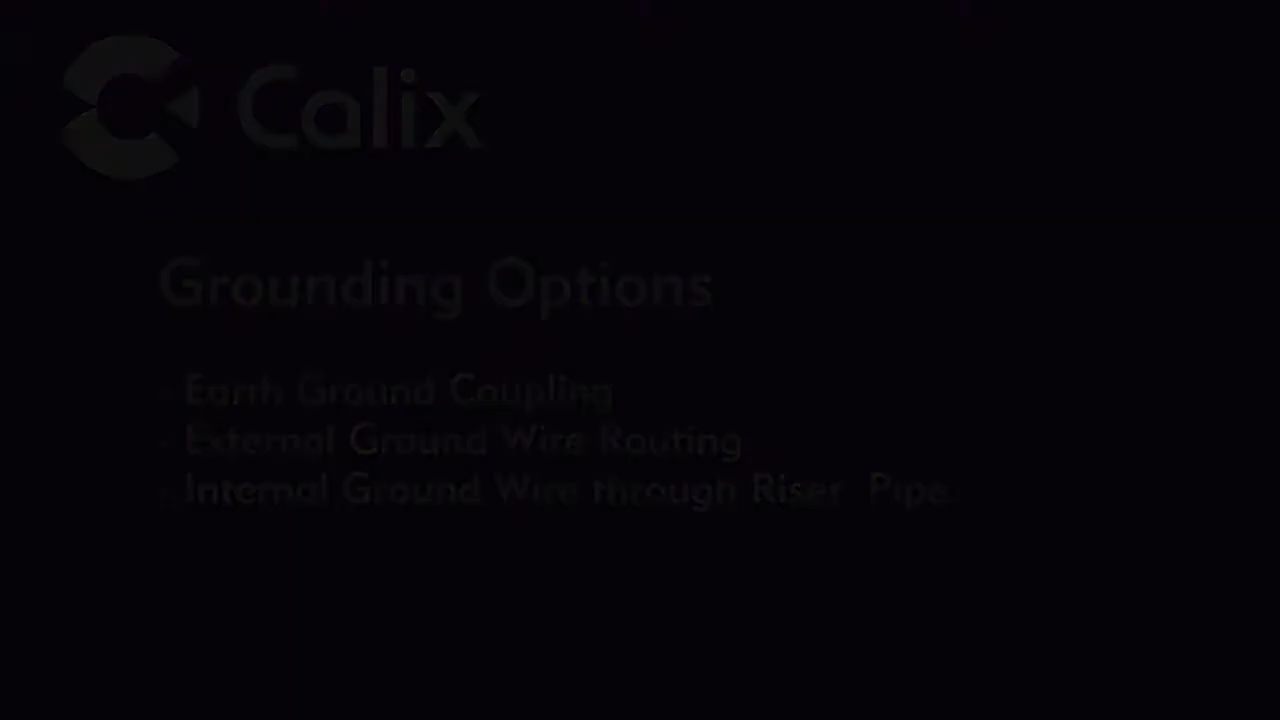 Calix
Grounding Options
- Earth Ground Coupling
- External Ground Wire Routing
- Internal Ground Wire through Riser Pipe